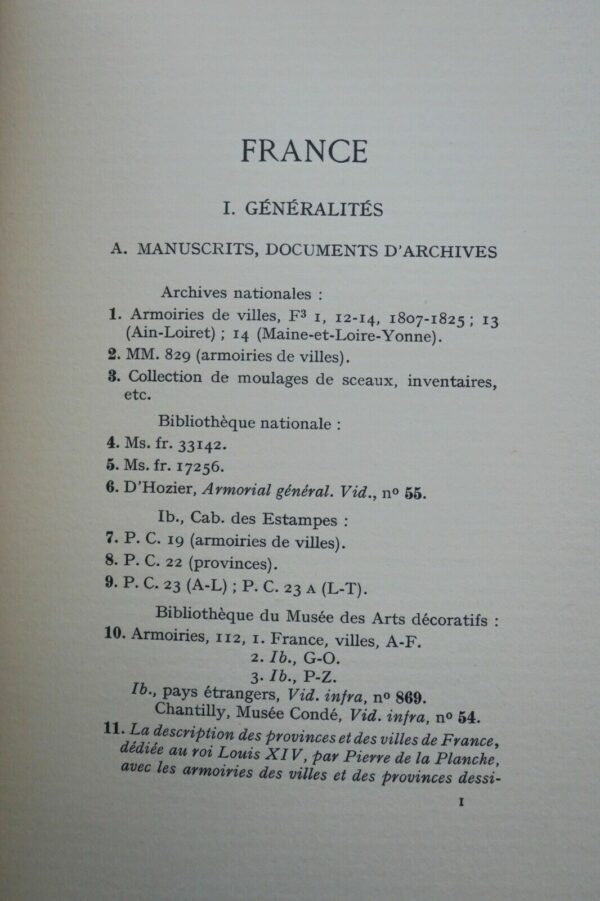 FRANCE
I. GÉNÉRALITÉS
A. MANUSCRITS, DOCUMENTS D'ARCHIVES
Archives nationales :
1. Armoiries de villes, F³ 1, 12-14, 1807-1825 ; 13
(Ain-Loiret) ; 14 (Maine-et-Loire-Yonne).
2. MM. 829 (armoiries de villes).
3. Collection de moulages de sceaux, inventaires,
etc.
Bibliothèque nationale :
4. Ms. fr. 33142.
5. Ms. fr. 17256.
6. D'Hozier, Armorial général. Vid., nº 55.
Ib., Cab. des Estampes :
7. P. C. 19 (armoiries de villes).
8. P. C. 22 (provinces).
9. P. C. 23 (A-L) ; P. C. 23 A (L-T).
Bibliothèque du Musée des Arts décoratifs :
10. Armoiries, 112, 1. France, villes, A-F.
2. Ib., G-O.
3. Ib., P-Z.
Ib., pays étrangers, Vid. infra, nº 869.
Chantilly, Musée Condé, Vid. infra, nº 54.
11. La description des provinces et des villes de France,
dédiée au roi Louis XIV, par Pierre de la Planche,
avec les armoiries des villes et des provinces dessi-
1